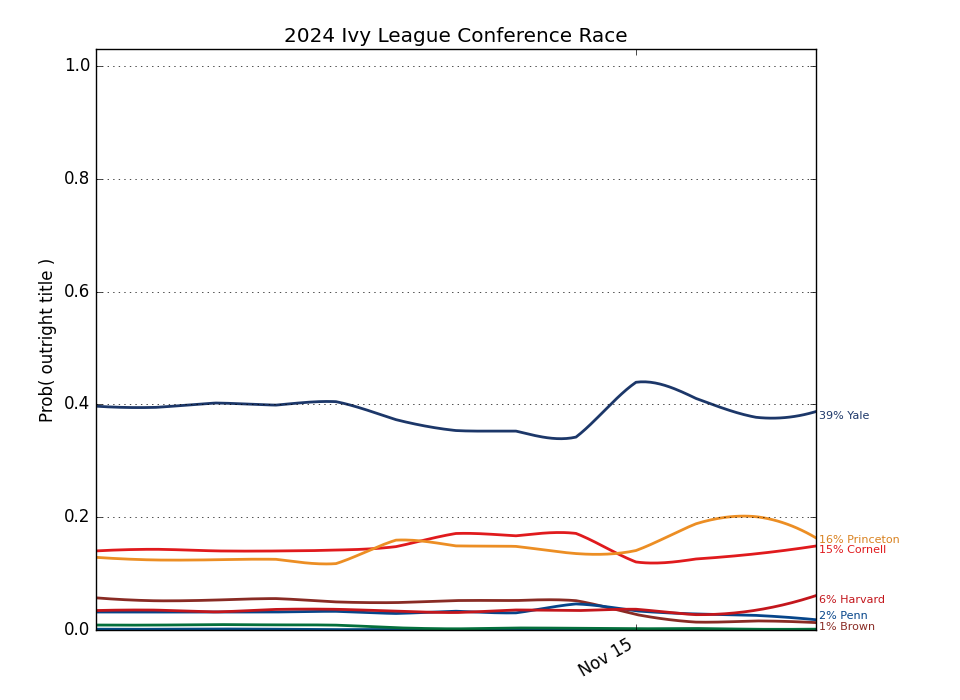 2024 Ivy League Conference Race
Prob( outright title )
1.0
0.8
0.6
0.4
0.2
0.0
Nov 15
39% Yale
16% Princeton
15% Cornell
6% Harvard
2% Penn
1% Brown